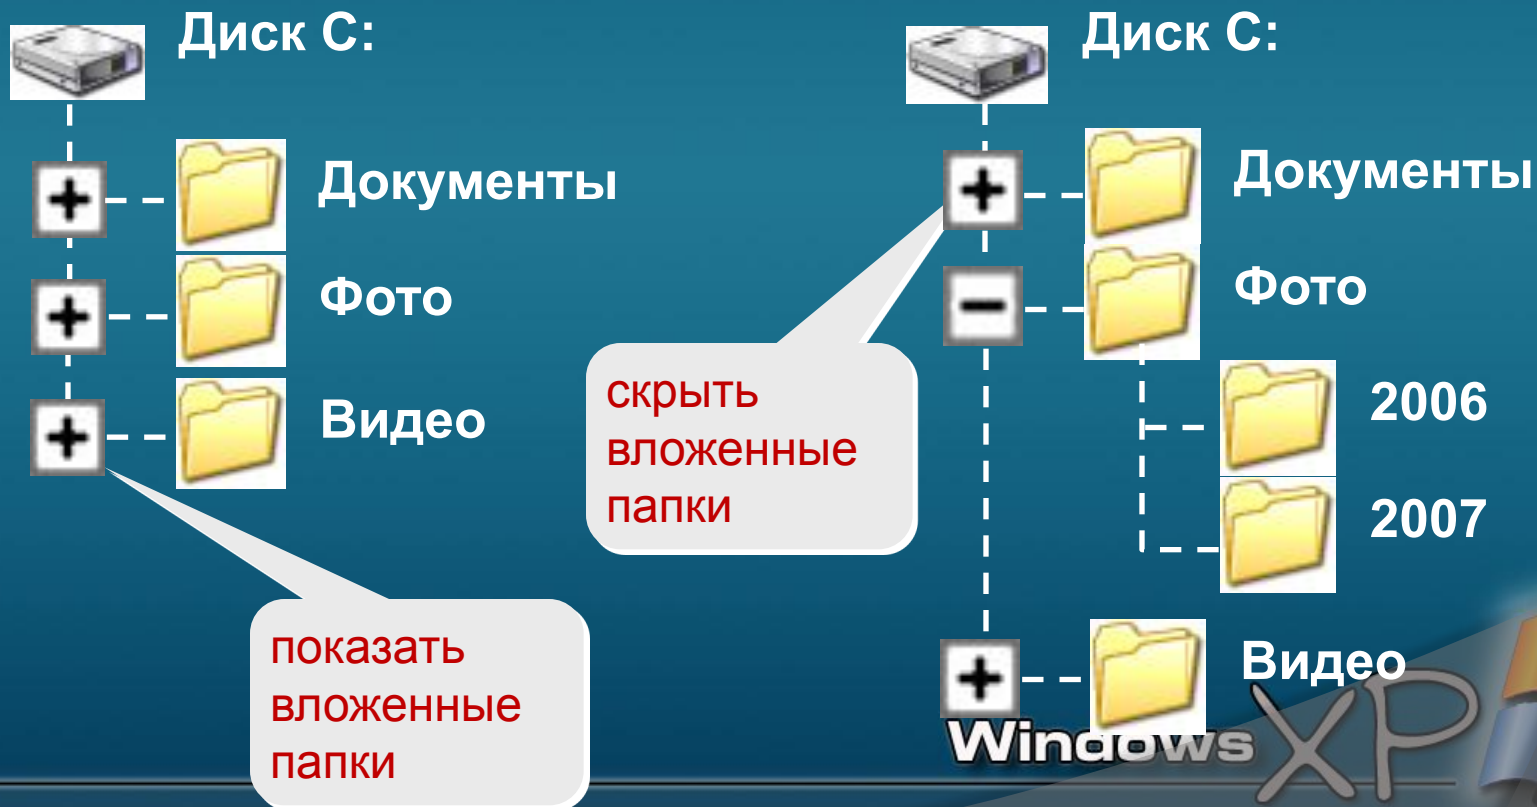 Диск C:
Документы
Фото
Видео
показать
вложенные
папки
Диск C:
Документы
Фото
2006
2007
Видео
скрыть
вложенные
папки
Windows XP